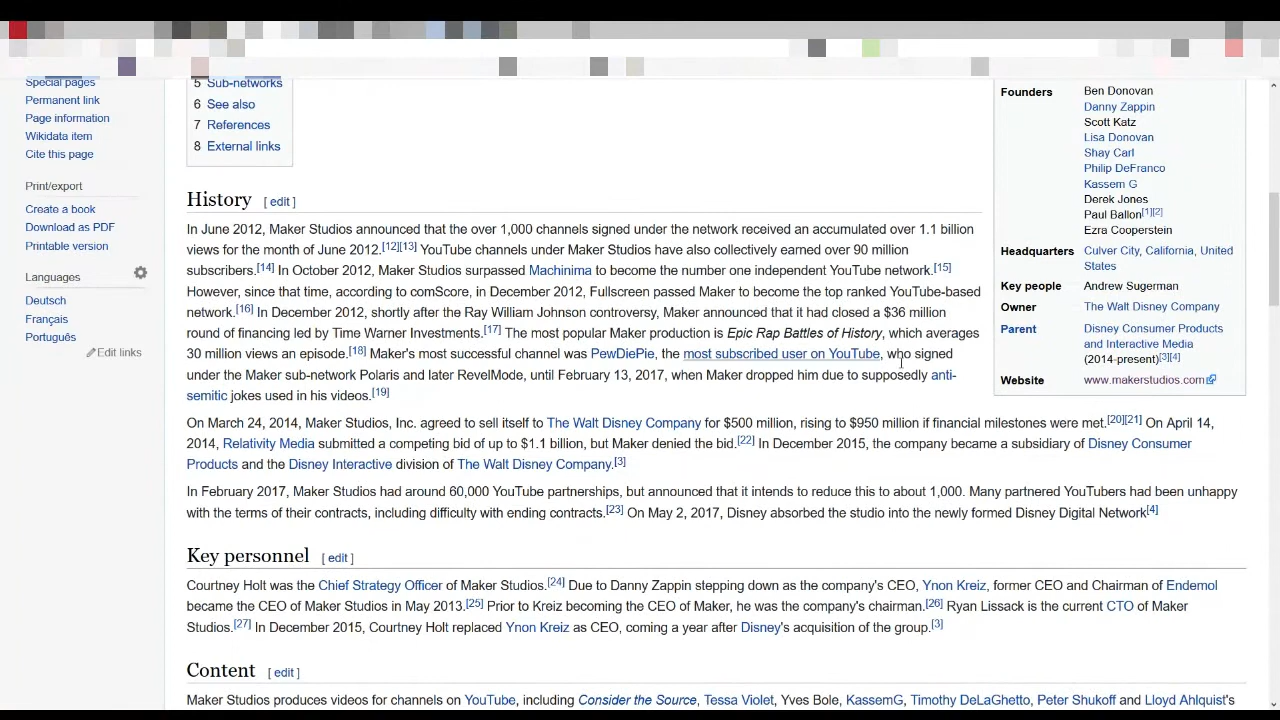 Special pages
Permanent link
Page information
Wikidata item
Cite this page
Print/export
Create a book
Download as PDF
Printable version
Languages
Deutsch
Français
Português
Edit links
5 Sub-networks
6 See also
7 References
8 External links
History [ edit ]
In June 2012, Maker Studios announced that the over 1,000 channels signed under the network received an accumulated over 1.1 billion
views for the month of June 2012.[12][13] YouTube channels under Maker Studios have also collectively earned over 90 million
subscribers.[14] In October 2012, Maker Studios surpassed Machinima to become the number one independent YouTube network.[15]
However, since that time, according to comScore, in December 2012, Fullscreen passed Maker to become the top ranked YouTube-based
network.[16] In December 2012, shortly after the Ray William Johnson controversy, Maker announced that it had closed a $36 million
round of financing led by Time Warner Investments.[17] The most popular Maker production is Epic Rap Battles of History, which averages
30 million views an episode.[18] Maker's most successful channel was PewDiePie, the most subscribed user on YouTube, who signed
under the Maker sub-network Polaris and later RevelMode, until February 13, 2017, when Maker dropped him due to supposedly anti-
semitic jokes used in his videos.[19]
On March 24, 2014, Maker Studios, Inc. agreed to sell itself to The Walt Disney Company for $500 million, rising to $950 million if financial milestones were met.[20][21] On April 14,
2014, Relativity Media submitted a competing bid of up to $1.1 billion, but Maker denied the bid.[22] In December 2015, the company became a subsidiary of Disney Consumer
Products and the Disney Interactive division of The Walt Disney Company.[3]
In February 2017, Maker Studios had around 60,000 YouTube partnerships, but announced that it intends to reduce this to about 1,000. Many partnered YouTubers had been unhappy
with the terms of their contracts, including difficulty with ending contracts.[23] On May 2, 2017, Disney absorbed the studio into the newly formed Disney Digital Network[4]
Key personnel [ edit ]
Courtney Holt was the Chief Strategy Officer of Maker Studios.[24] Due to Danny Zappin stepping down as the company's CEO, Ynon Kreiz, former CEO and Chairman of Endemol
became the CEO of Maker Studios in May 2013.[25] Prior to Kreiz becoming the CEO of Maker, he was the company's chairman.[26] Ryan Lissack is the current CTO of Maker
Studios.[27] In December 2015, Courtney Holt replaced Ynon Kreiz as CEO, coming a year after Disney's acquisition of the group.[3]
Content [ edit ]
Maker Studios produces videos for channels on YouTube, including Consider the Source, Tessa Violet, Yves Bole, KassemG, Timothy DeLaGhetto, Peter Shukoff and Lloyd Ahlquist's
Founders Ben Donovan
Danny Zappin
Scott Katz
Lisa Donovan
Shay Carl
Philip DeFranco
Kassem G
Derek Jones
Paul Ballon[1][2]
Ezra Cooperstein
Headquarters Culver City, California, United
States
Key people Andrew Sugerman
Owner The Walt Disney Company
Parent Disney Consumer Products
and Interactive Media
(2014-present)[3][4]
Website www.makerstudios.com